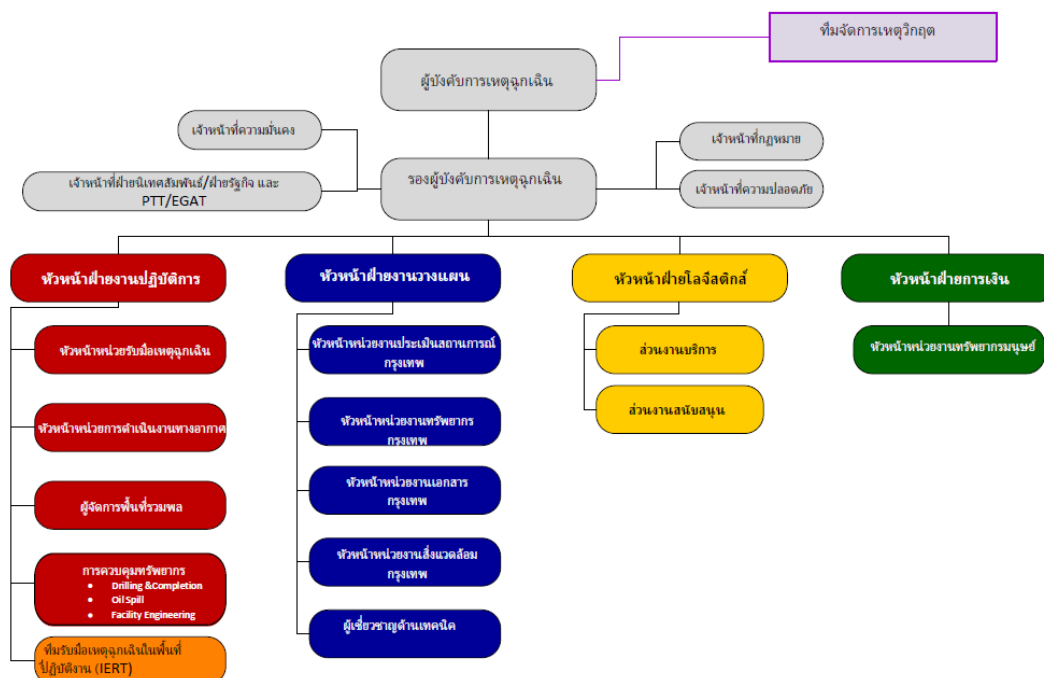 ทีมจัดการเหตุวิกฤต
ผู้บังคับการเหตุฉุกเฉิน
เจ้าหน้าที่ความมั่นคง
เจ้าหน้าที่กฎหมาย
รองผู้บังคับการเหตุฉุกเฉิน
เจ้าหน้าที่ฝ่ายนิเทศสัมพันธ์/ฝ่ายรัฐกิจ และ
PTT/EGAT
เจ้าหน้าที่ความปลอดภัย
หัวหน้าฝ่ายงานปฏิบัติการ
หัวหน้าฝ่ายงานวางแผน
หัวหน้าฝ่ายโลจีสติกส์
หัวหน้าฝ่ายการเงิน
หัวหน้าหน่วยรับมือเหตุฉุกเฉิน
หัวหน้าหน่วยการดำเนินงานทางอากาศ
ผู้จัดการพื้นที่รวมพล
การควบคุมทรัพยากร
• Drilling &Completion
• Oil Spill
• Facility Engineering
ทีมรับมือเหตุฉุกเฉินในพื้นที่
ปฏิบัติงาน (IERT)
หัวหน้าหน่วยงานประเมินสถานการณ์
กรุงเทพ
หัวหน้าหน่วยงานทรัพยากร
กรุงเทพ
หัวหน้าหน่วยงานเอกสาร
กรุงเทพ
หัวหน้าหน่วยงานสิ่งแวดล้อม
กรุงเทพ
ผู้เชี่ยวชาญด้านเทคนิค
ส่วนงานบริการ
ส่วนงานสนับสนุน
หัวหน้าหน่วยงานทรัพยากรมนุษย์